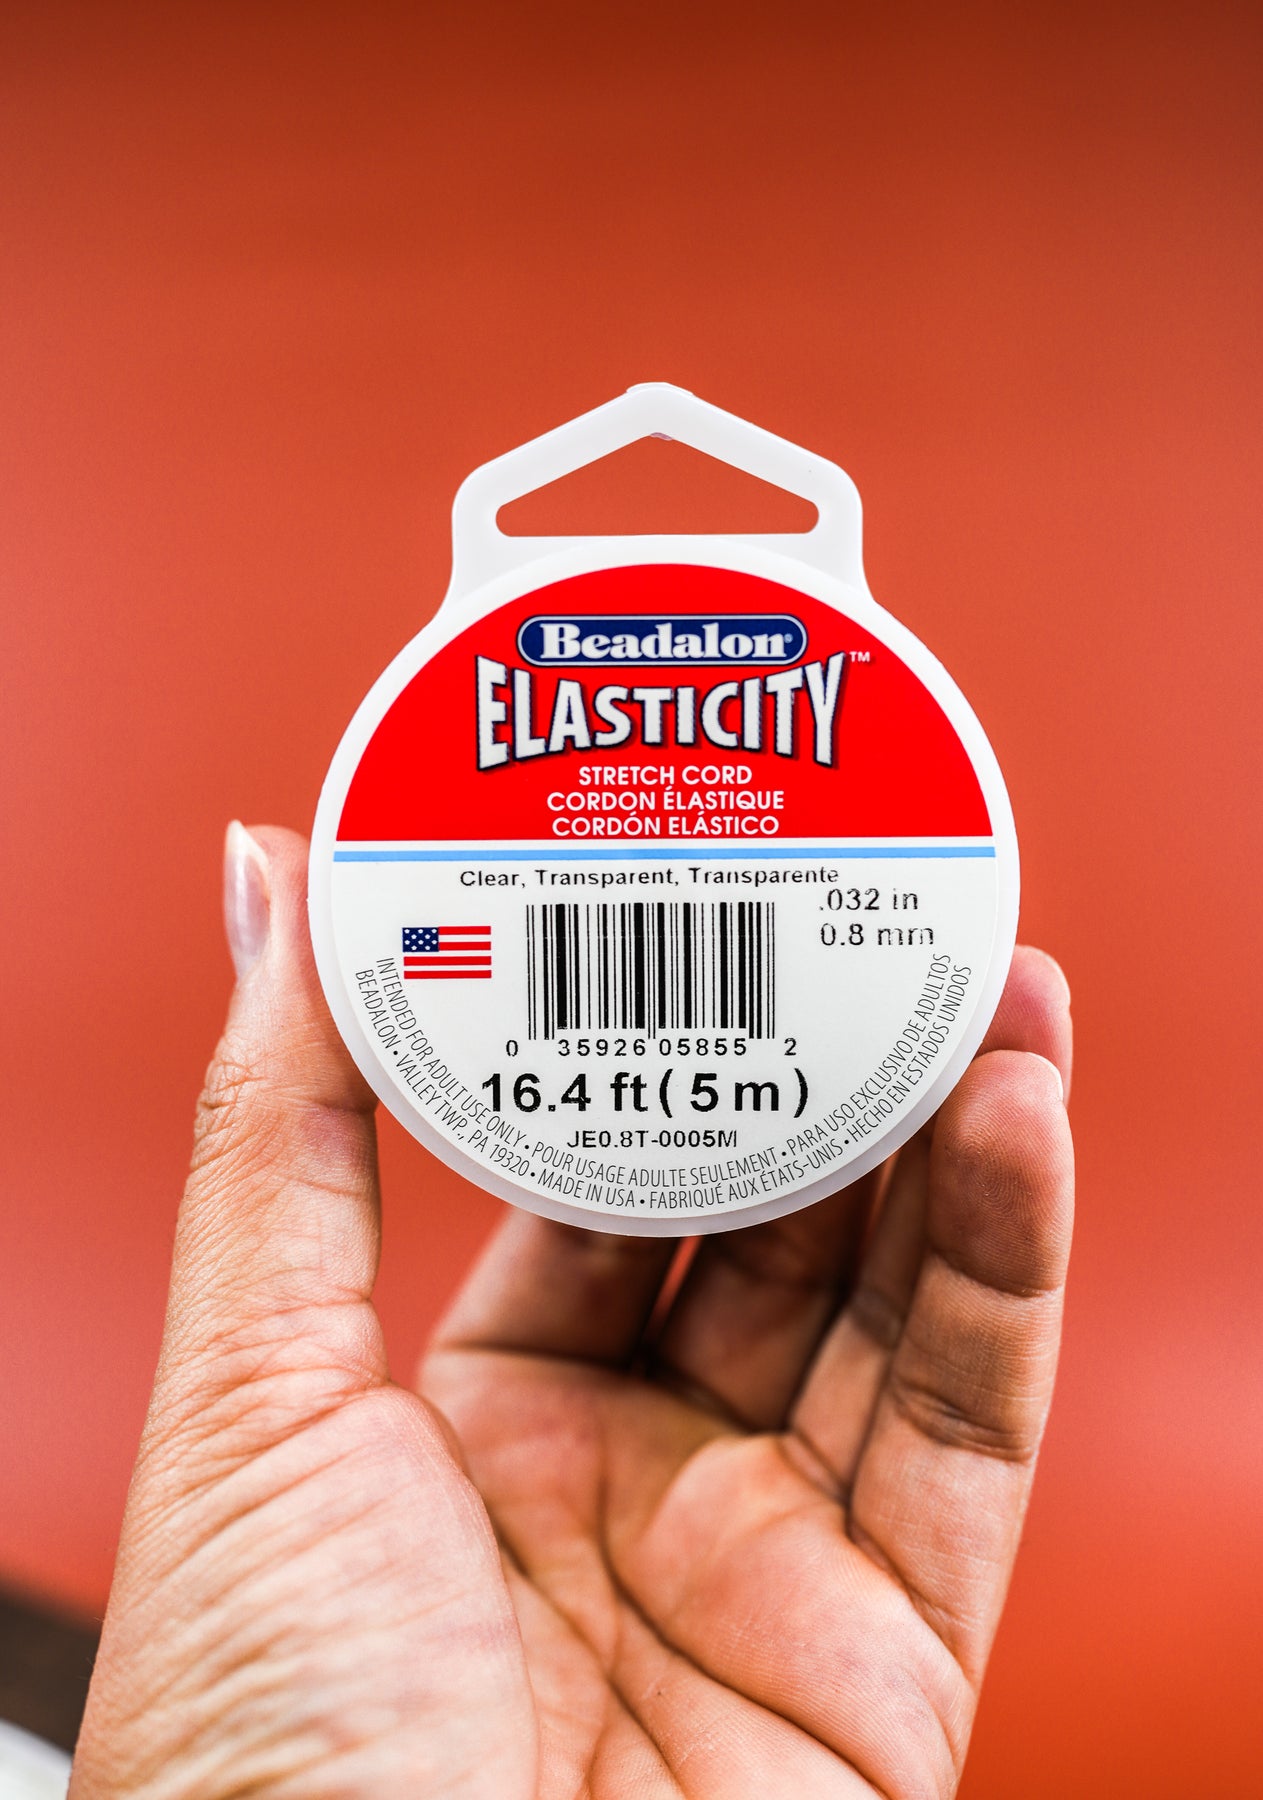 Beadalon®
ELASTICITY™
STRETCH CORD
CORDON ÉLASTIQUE
CORDÓN ELÁSTICO
Clear, Transparent, Transparente
.032 in
0.8 mm
0 35926 05855 2
16.4 ft ( 5 m )
JE0.8T-0005M
INTENDED FOR ADULT USE ONLY • POUR USAGE ADULTE SEULEMENT • PARA USO EXCLUSIVO DE ADULTOS
BEADALON • VALLEY TWP., PA 19320 • MADE IN USA • FABRIQUÉ AUX ÉTATS-UNIS • HECHO EN ESTADOS UNIDOS